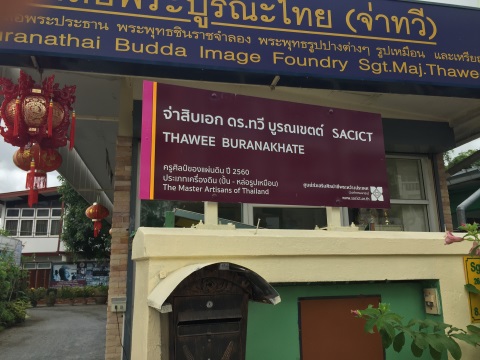 พระบูรณะไทย (จ่าทวี)
พระประธาน พระพุทธชินราชจำลอง พระพุทธรูปปางต่างๆ รูปเหมือน และเหรียญ
uranathai Budda Image Foundry Sgt.Maj.Thawee
จ่าสิบเอก ดร.ทวี บูรณเขตต์ SACICT
THAWEE BURANAKHATE
ครูศิลป์ของแผ่นดิน ปี 2560
ประเภทเครื่องดิน (ปั้น - หล่อรูปเหมือน)
The Master Artisans of Thailand
www.sacict.or.th
Sg